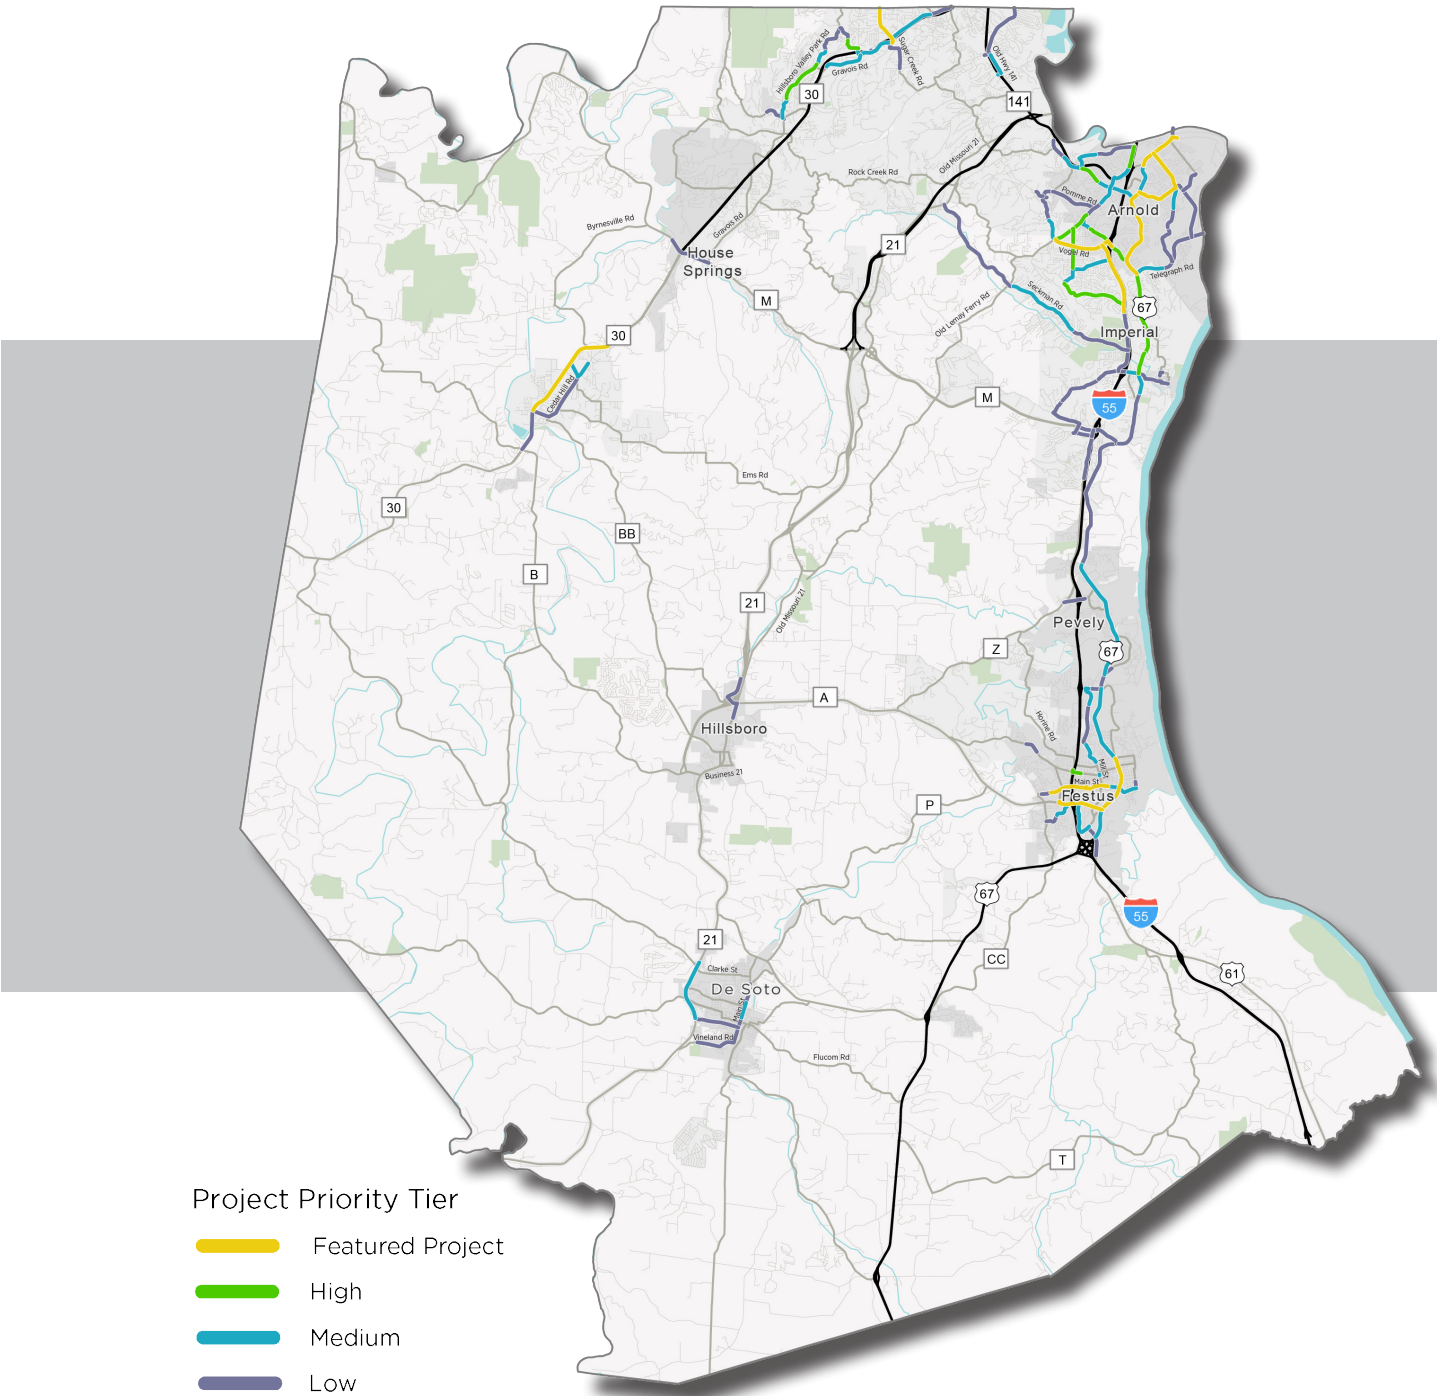 Hillsboro Valley Park Rd
Gravois Rd
Sugar Creek Rd
Old Hwy 141
30
141
Old Missouri 21
Rock Creek Rd
Pomme Rd
Arnold
Byrnesville Rd
Gravois Rd
21
House
Springs
Vogel Rd
Telegraph Rd
M
Seckman Rd
Old Lemay Ferry Rd
67
Imperial
30
Cedar Hill Rd
M
55
Ems Rd
30
BB
B
21
Old Missouri 21
Pevely
Z
67
A
Hillsboro
Horine Rd
Business 21
Mill St
Main St
Festus
P
67
55
21
CC
61
Clarke St
De Soto
Main St
Vineland Rd
Flucom Rd
T
Project Priority Tier
Featured Project
High
Medium
Low